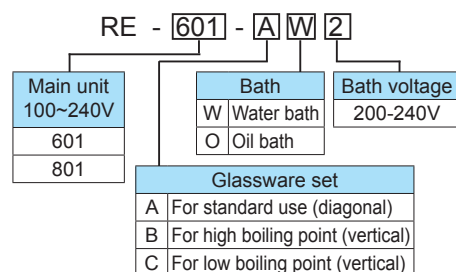 RE - 601 - A W 2
Main unit
100~240V
601
801
Bath
W Water bath
O Oil bath
Bath voltage
200-240V
Glassware set
A For standard use (diagonal)
B For high boiling point (vertical)
C For low boiling point (vertical)